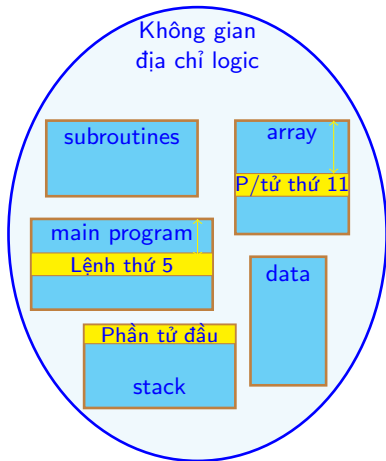 Không gian
địa chỉ logic
subroutines
array
P/tử thứ 11
main program
Lệnh thứ 5
data
Phần tử đầu
stack